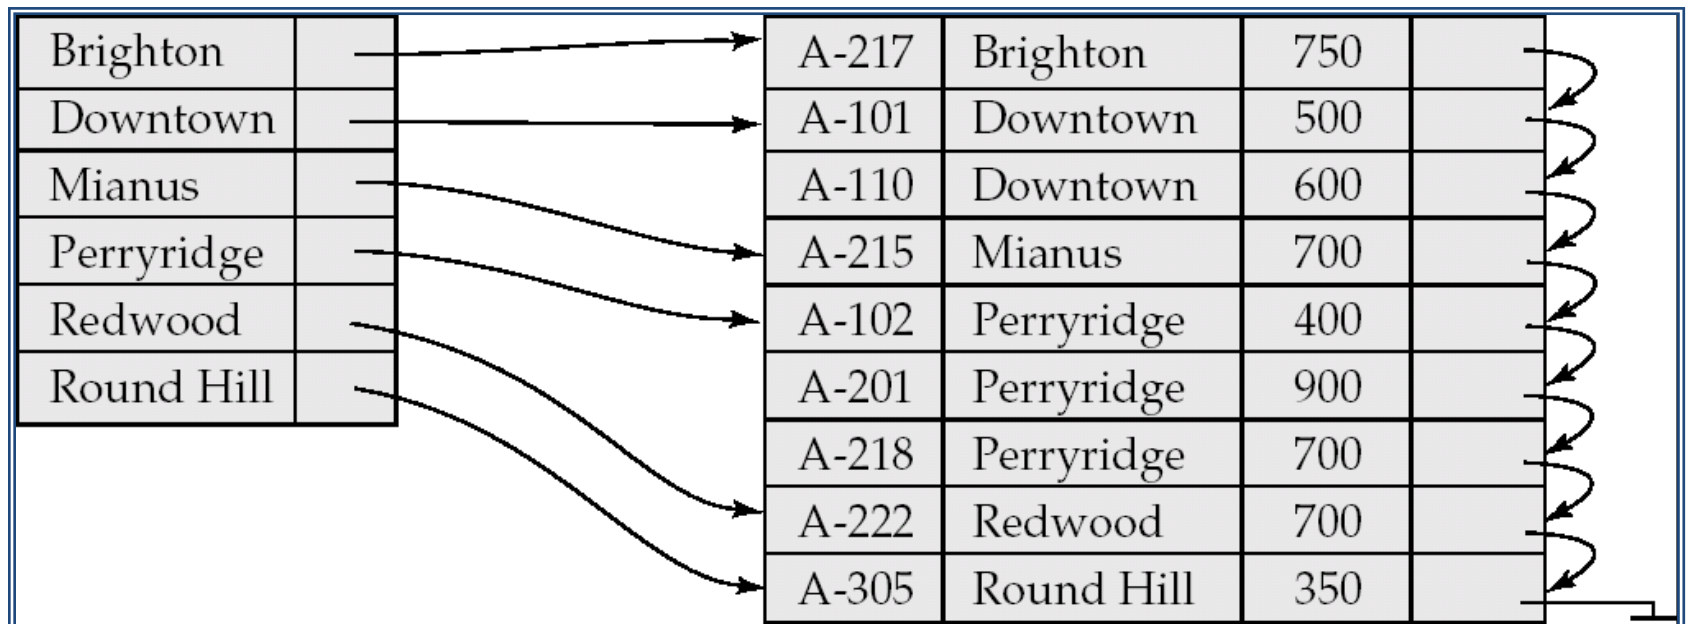 Brighton
Downtown
Mianus
Perryridge
Redwood
Round Hill
A-217 Brighton 750
A-101 Downtown 500
A-110 Downtown 600
A-215 Mianus 700
A-102 Perryridge 400
A-201 Perryridge 900
A-218 Perryridge 700
A-222 Redwood 700
A-305 Round Hill 350